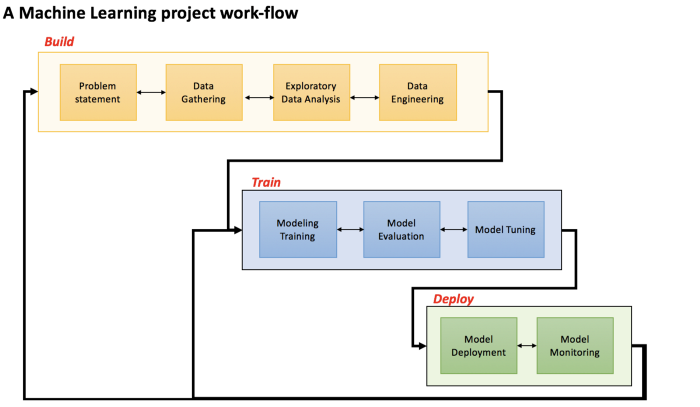 A Machine Learning project work-flow
Build
Problem
statement
Data
Gathering
Exploratory
Data Analysis
Data
Engineering
Train
Modeling
Training
Model
Evaluation
Model Tuning
Deploy
Model
Deployment
Model
Monitoring